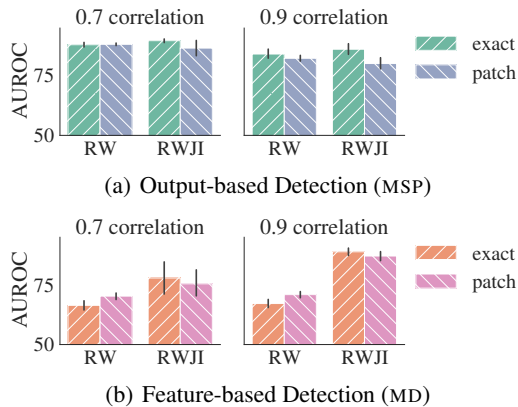 0.7 correlation 0.9 correlation
AUROC
75
50
RW RWJI RW RWJI
exact
patch
(a) Output-based Detection (MSP)
0.7 correlation 0.9 correlation
AUROC
75
50
RW RWJI RW RWJI
exact
patch
(b) Feature-based Detection (MD)